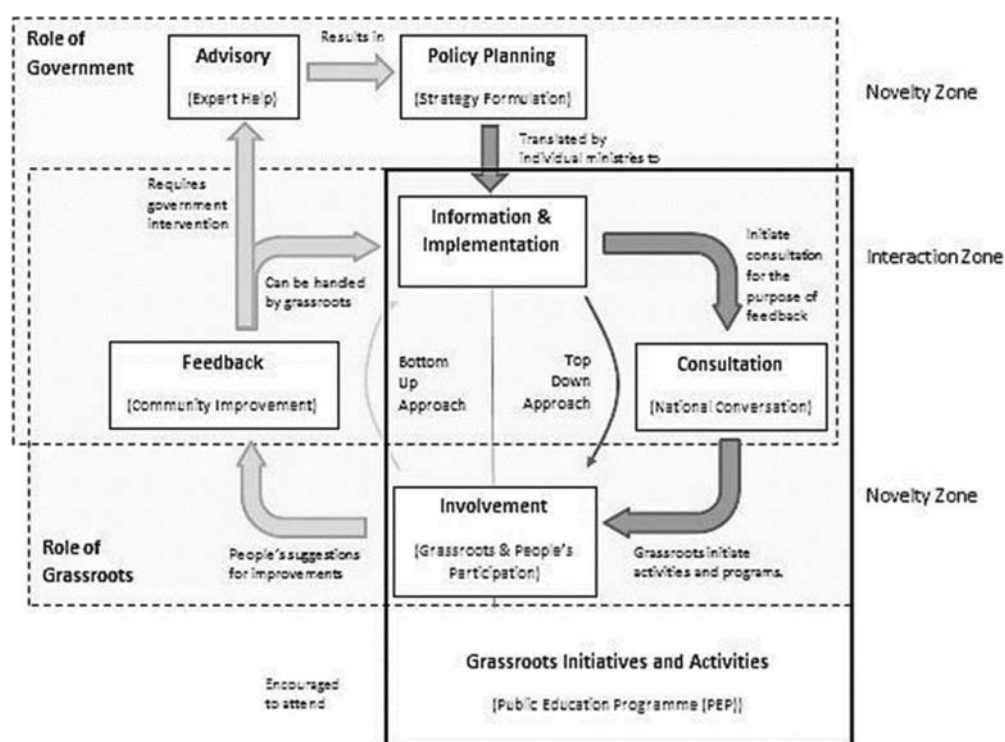 Role of
Government
Advisory
(Expert Help)
Results in
Policy Planning
(Strategy Formulation)
Novelty Zone
Translated by
individual ministries to
Requires
government
intervention
Information &
Implementation
Initiate
consultation
for the
purpose of
feedback
Interaction Zone
Can be handled
by grassroots
Feedback
(Community Improvement)
Bottom
Up
Approach
Top
Down
Approach
Consultation
(National Conversation)
Novelty Zone
Involvement
(Grassroots & People's
Participation)
Role of
Grassroots
People's suggestions
for improvements
Grassroots initiate
activities and programs.
Grassroots Initiatives and Activities
(Public Education Programme (PEP))
Encouraged
to attend